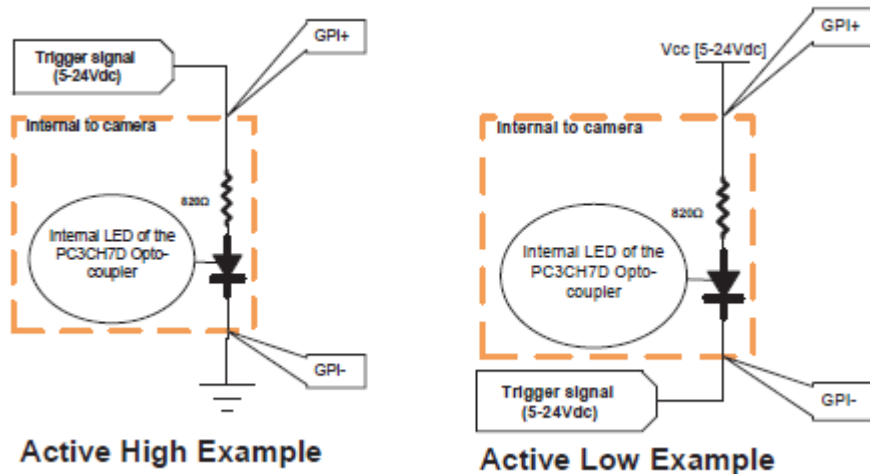 GPI+
Trigger signal
(5-24Vdc)
Internal to camera
820Ω
Internal LED of the
PC3CH7D Opto-
coupler
GPI-
Active High Example
GPI+
Vcc [5-24Vdc]
Internal to camera
820Ω
Internal LED of the
PC3CH7D Opto-
coupler
Trigger signal
(5-24Vdc)
GPI-
Active Low Example